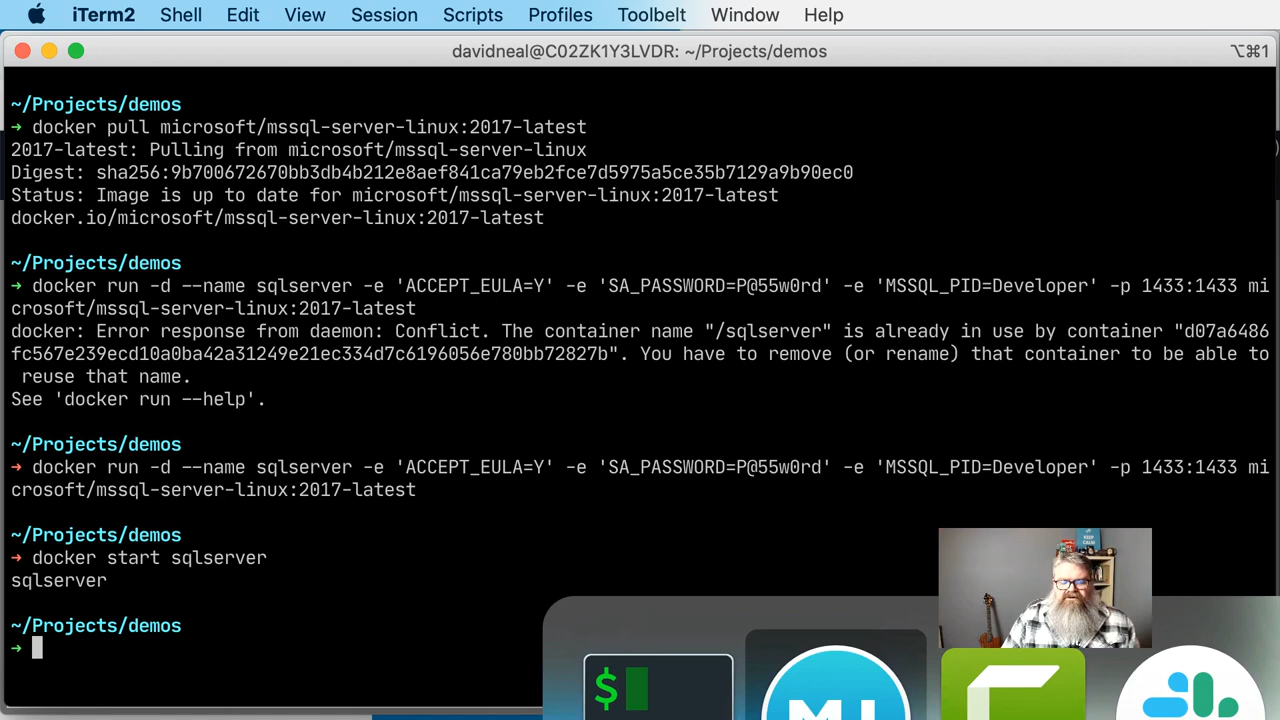 iTerm2 Shell Edit View Session Scripts Profiles Toolbelt Window Help
davidneal@C02ZK1Y3LVDR: ~/Projects/demos ⌥⌘1
~/Projects/demos
➜ docker pull microsoft/mssql-server-linux:2017-latest
2017-latest: Pulling from microsoft/mssql-server-linux
Digest: sha256:9b700672670bb3db4b212e8aef841ca79eb2fce7d5975a5ce35b7129a9b90ec0
Status: Image is up to date for microsoft/mssql-server-linux:2017-latest
docker.io/microsoft/mssql-server-linux:2017-latest
~/Projects/demos
➜ docker run -d --name sqlserver -e 'ACCEPT_EULA=Y' -e 'SA_PASSWORD=P@55w0rd' -e 'MSSQL_PID=Developer' -p 1433:1433 mi
crosoft/mssql-server-linux:2017-latest
docker: Error response from daemon: Conflict. The container name "/sqlserver" is already in use by container "d07a6486
fc567e239ecd10a0ba42a31249e21ec334d7c6196056e780bb72827b". You have to remove (or rename) that container to be able to
reuse that name.
See 'docker run --help'.
~/Projects/demos
➜ docker run -d --name sqlserver -e 'ACCEPT_EULA=Y' -e 'SA_PASSWORD=P@55w0rd' -e 'MSSQL_PID=Developer' -p 1433:1433 mi
crosoft/mssql-server-linux:2017-latest
~/Projects/demos
➜ docker start sqlserver
sqlserver
~/Projects/demos
➜
KEEP
CALM
$